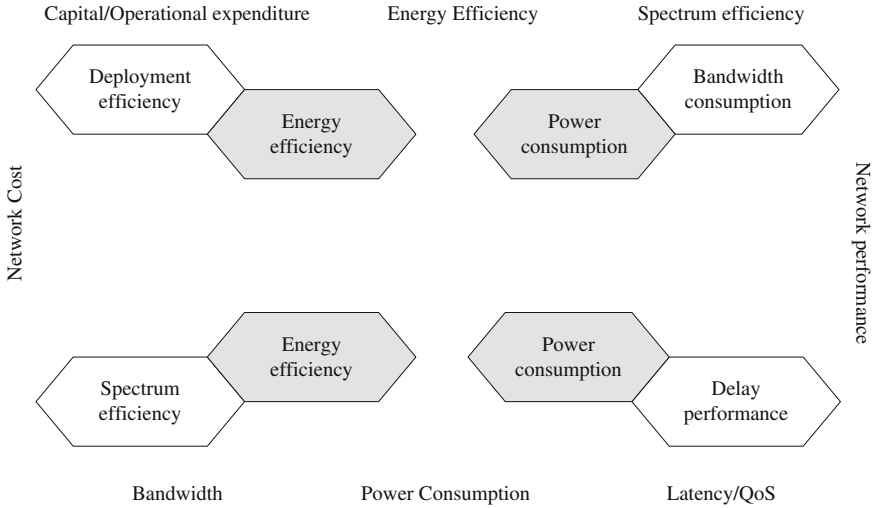 Capital/Operational expenditure
Energy Efficiency
Spectrum efficiency
Deployment
efficiency
Energy
efficiency
Power
consumption
Bandwidth
consumption
Network Cost
Network performance
Spectrum
efficiency
Energy
efficiency
Power
consumption
Delay
performance
Bandwidth
Power Consumption
Latency/QoS